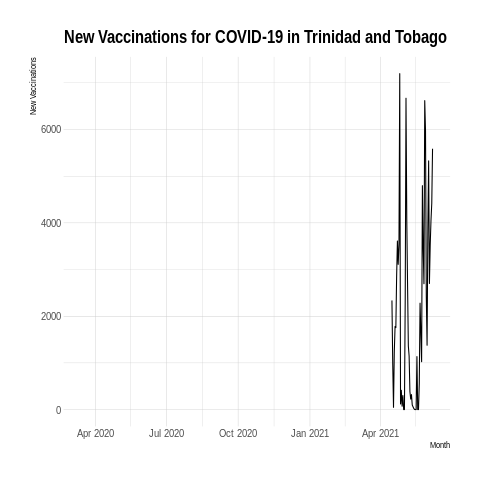 New Vaccinations for COVID-19 in Trinidad and Tobago
New Vaccinations
6000
4000
2000
0
Apr 2020 Jul 2020 Oct 2020 Jan 2021 Apr 2021
Month